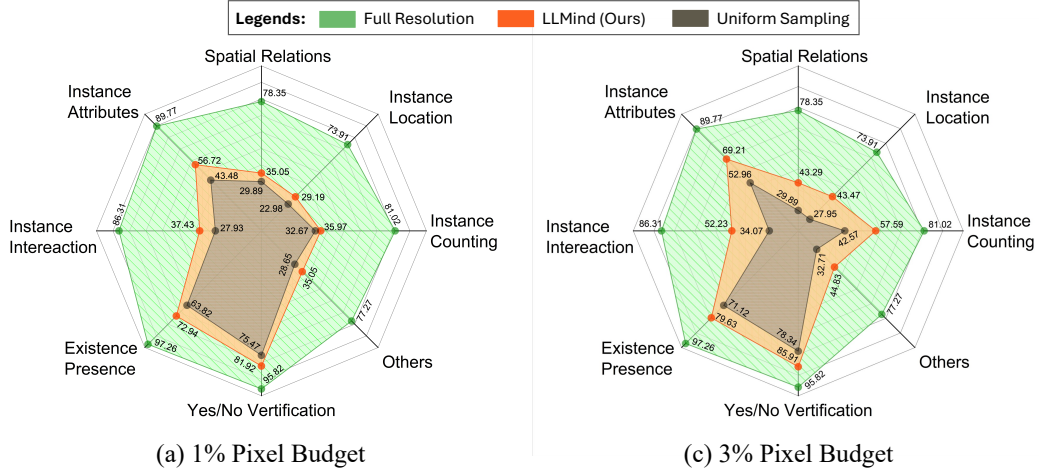 Legends: Full Resolution LLMind (Ours) Uniform Sampling
Spatial Relations
Instance
Location
Instance
Counting
Others
Yes/No Vertification
Existence
Presence
Instance
Intereaction
Instance
Attributes
78.35
73.91
81.02
77.27
95.82
97.26
86.31
89.77
35.05
29.19
35.97
35.05
81.92
72.94
37.43
56.72
29.89
22.98
32.67
28.65
75.47
63.82
27.93
43.48
(a) 1% Pixel Budget
Spatial Relations
Instance
Location
Instance
Counting
Others
Yes/No Vertification
Existence
Presence
Instance
Intereaction
Instance
Attributes
78.35
73.91
81.02
77.27
95.82
97.26
86.31
89.77
43.29
43.47
57.59
44.83
85.91
79.63
52.23
69.21
29.89
27.95
42.57
32.71
78.34
71.12
34.07
52.96
(c) 3% Pixel Budget